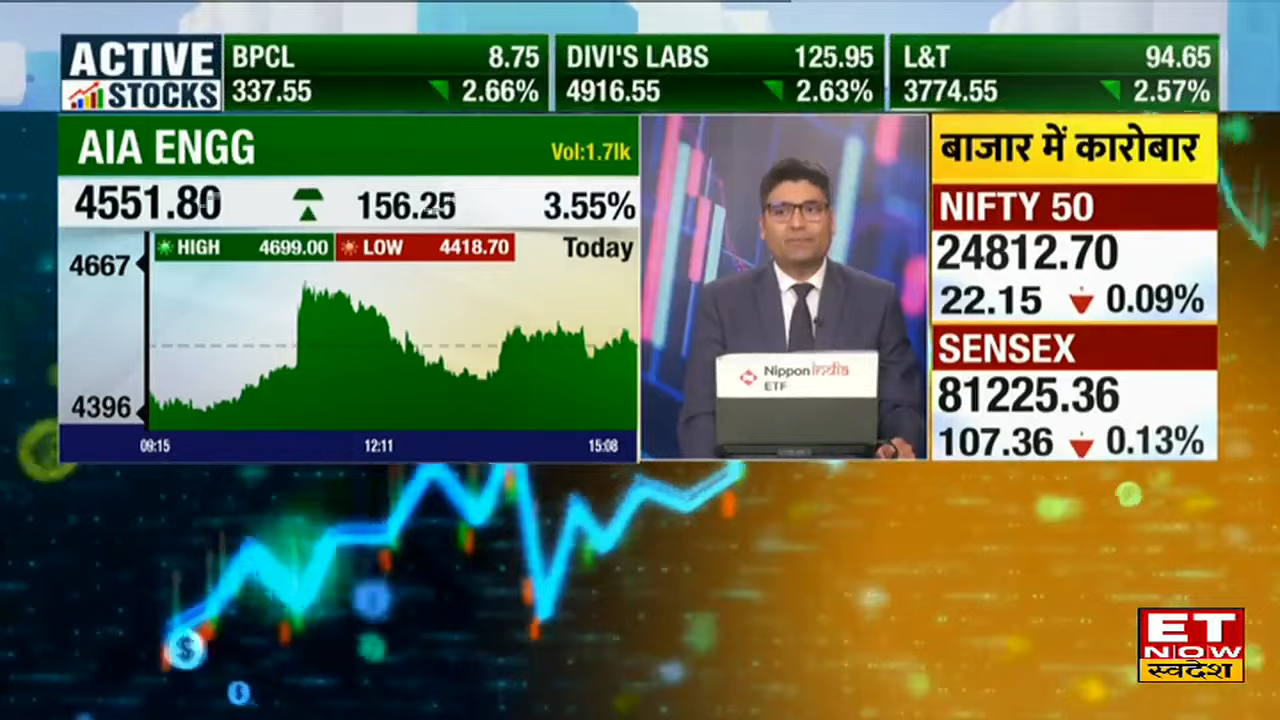 ACTIVE
STOCKS
BPCL 8.75
337.55 2.66%
DIVI'S LABS 125.95
4916.55 2.63%
L&T 94.65
3774.55 2.57%
AIA ENGG Vol:1.7lk
4551.80 156.25 3.55%
HIGH 4699.00 LOW 4418.70 Today
4667
4396
09:15 12:11 15:08
Nippon india
ETF
बाजार में कारोबार
NIFTY 50
24812.70
22.15 0.09%
SENSEX
81225.36
107.36 0.13%
ET
NOW
स्वदेश